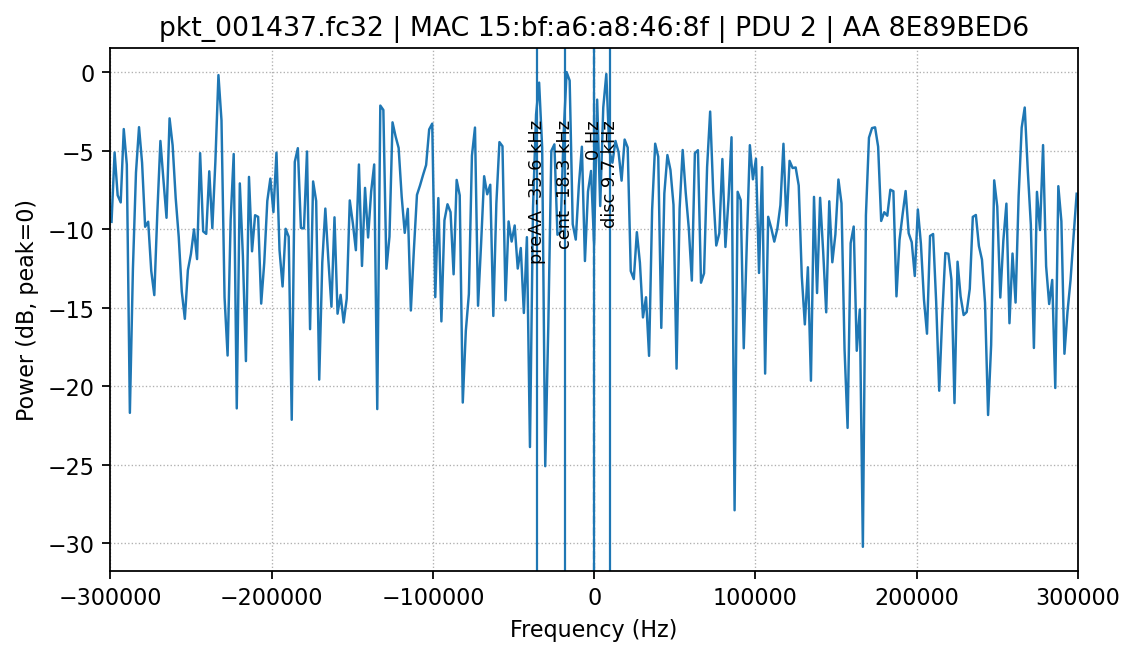 pkt_001437.fc32 | MAC 15:bf:a6:a8:46:8f | PDU 2 | AA 8E89BED6
Power (dB, peak=0)
0
−5
−10
−15
−20
−25
−30
preAA -35.6 kHz
cent -18.3 kHz
0 Hz
disc 9.7 kHz
−300000
−200000
−100000
0
100000
200000
300000
Frequency (Hz)